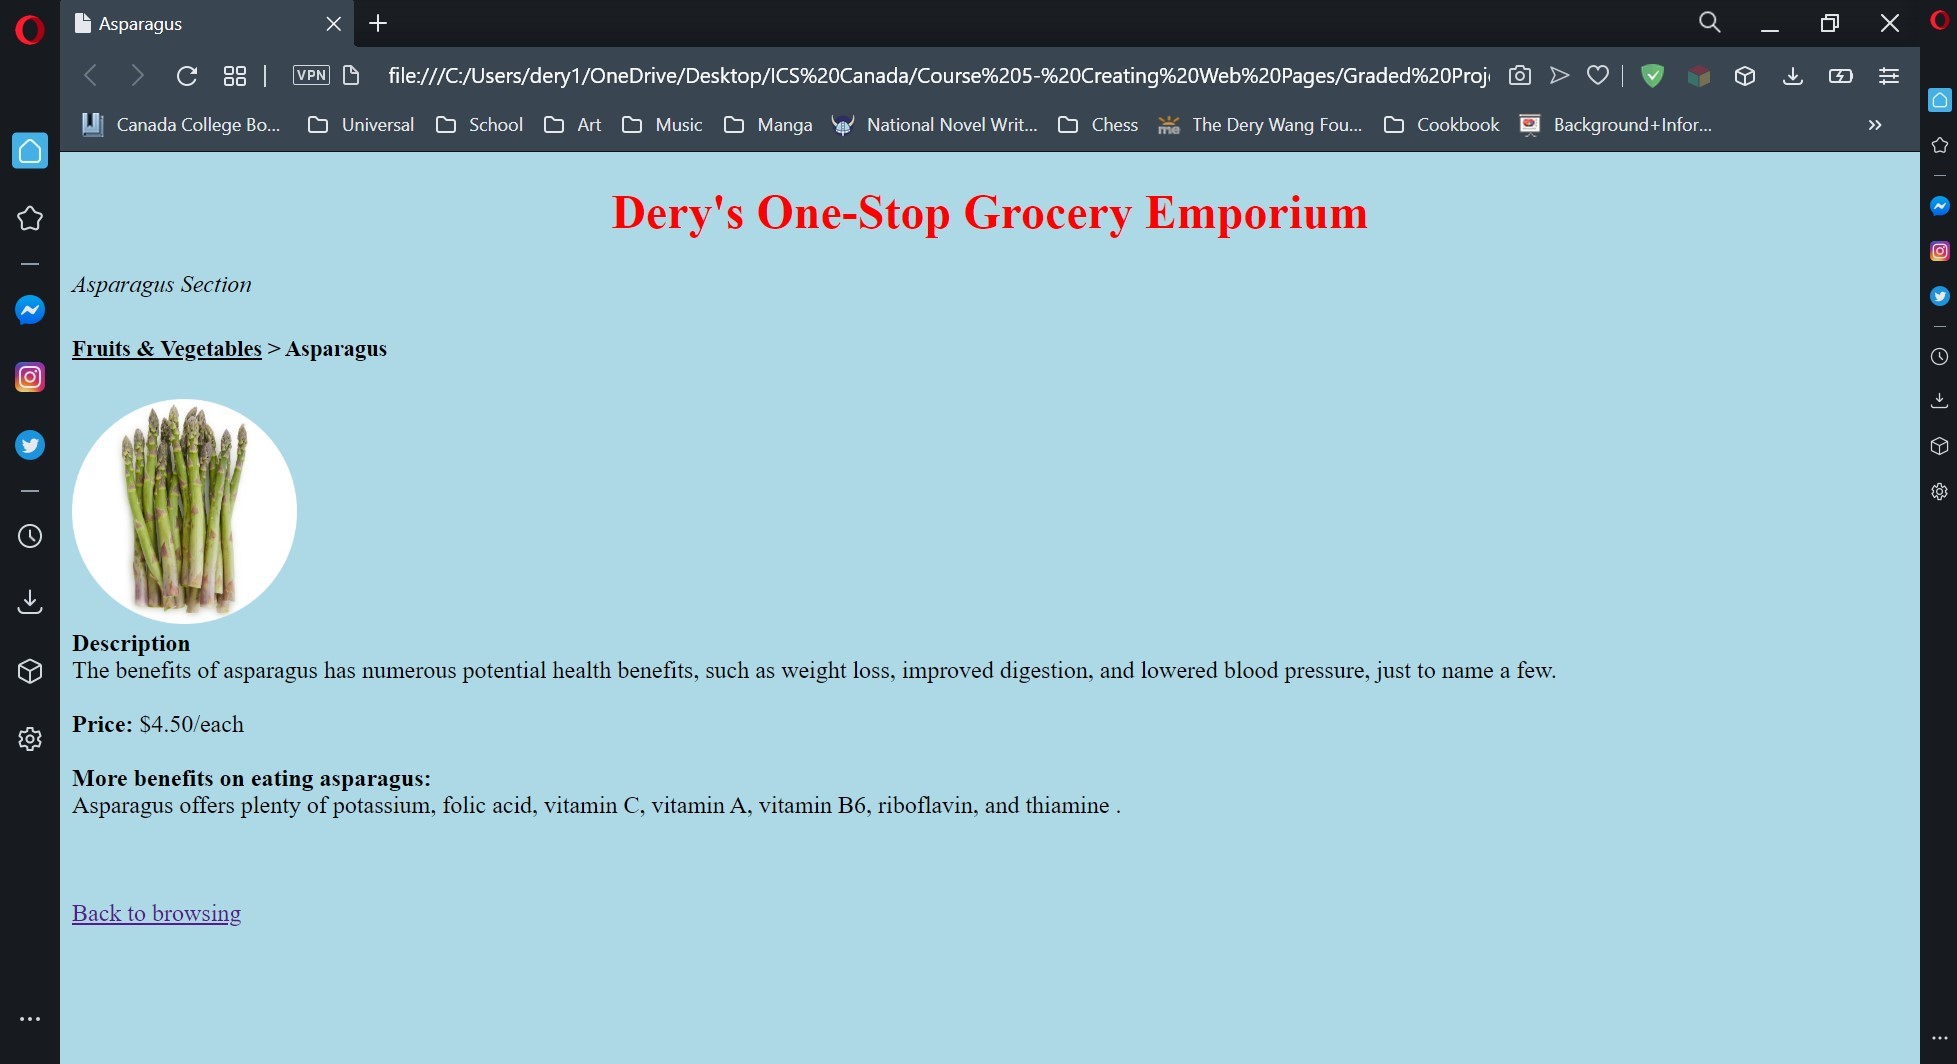 Asparagus
VPN file:///C:/Users/dery1/OneDrive/Desktop/ICS%20Canada/Course%205-%20Creating%20Web%20Pages/Graded%20Proj
Canada College Bo... Universal School Art Music Manga National Novel Writ... Chess me The Dery Wang Fou... Cookbook Background+Infor...
Dery's One-Stop Grocery Emporium
Asparagus Section
Fruits & Vegetables > Asparagus
Description
The benefits of asparagus has numerous potential health benefits, such as weight loss, improved digestion, and lowered blood pressure, just to name a few.
Price: $4.50/each
More benefits on eating asparagus:
Asparagus offers plenty of potassium, folic acid, vitamin C, vitamin A, vitamin B6, riboflavin, and thiamine .
Back to browsing